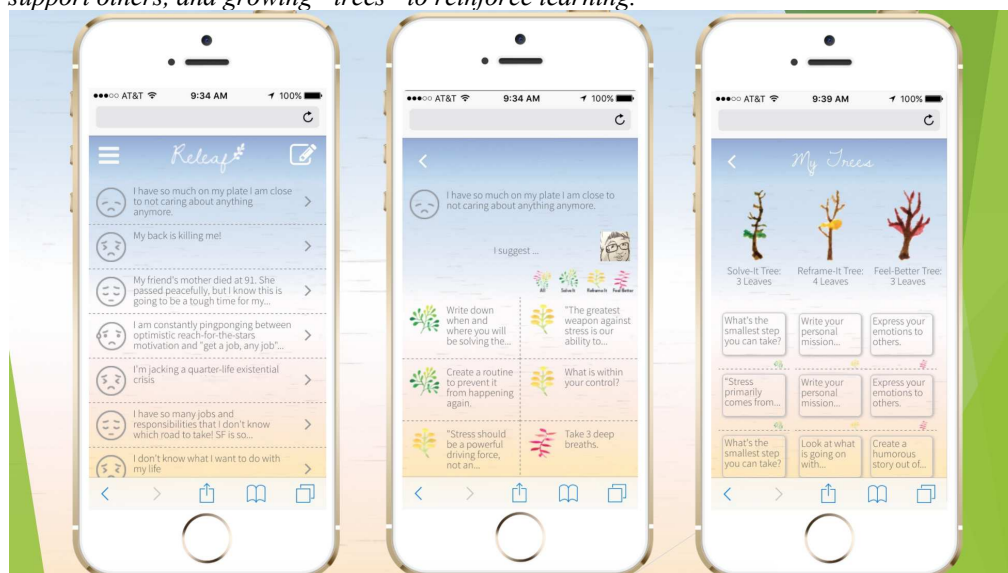 support others, and growing "trees" to reinforce learning.
AT&T
9:34 AM
100%
Releaf
I have so much on my plate I am close
to not caring about anything
anymore.
My back is killing me!
My friend's mother died at 91. She
passed peacefully, but I know this is
going to be a tough time for my...
I am constantly pingponging between
optimistic reach-for-the-stars
motivation and "get a job, any job"...
I'm jacking a quarter-life existential
crisis
I have so many jobs and
responsibilities that I don't know
which road to take! SF is so...
I don't know what I want to do with
my life
AT&T
9:34 AM
100%
I have so much on my plate I am close to
not caring about anything anymore.
I suggest ...
All
Solve It
Reframe It
Feel Better
Write down
when and
where you will
be solving the...
"The greatest
weapon against
stress is our
ability to...
Create a routine
to prevent it
from happening
again.
What is within
your control?
"Stress should
be a powerful
driving force,
not an...
Take 3 deep
breaths.
AT&T
9:39 AM
100%
My Trees
Solve-It Tree:
3 Leaves
Reframe-It Tree:
4 Leaves
Feel-Better Tree:
3 Leaves
What's the
smallest step
you can take?
Write your
personal
mission...
Express your
emotions to
others.
"Stress
primarily
comes from...
Write your
personal
mission...
Express your
emotions to
others.
What's the
smallest step
you can take?
Look at what
is going on
with...
Create a
humorous
story out of...